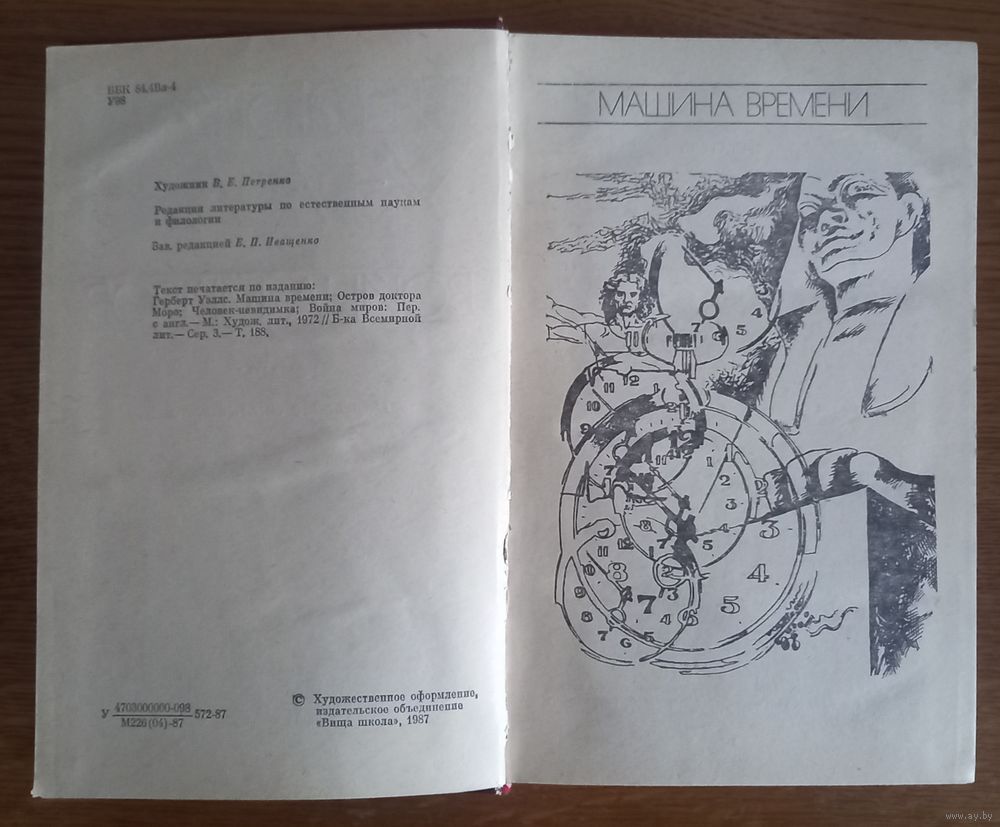 ББК 84.4Вл-4
У98
Художник В. Е. Петренко
Редакция литературы по естественным наукам
и филологии
Зав. редакцией Е. П. Иващенко
Текст печатается по изданию:
Герберт Уэллс. Машина времени; Остров доктора
Моро; Человек-невидимка; Война миров: Пер.
с англ.— М.: Худож. лит., 1972 // Б-ка Всемирной
лит.— Сер. 3.— Т. 188.
У 4703000000-098 572-87
М226(04)-87
© Художественное оформление,
издательское объединение
«Вища школа», 1987
МАШИНА ВРЕМЕНИ
www.ay.by